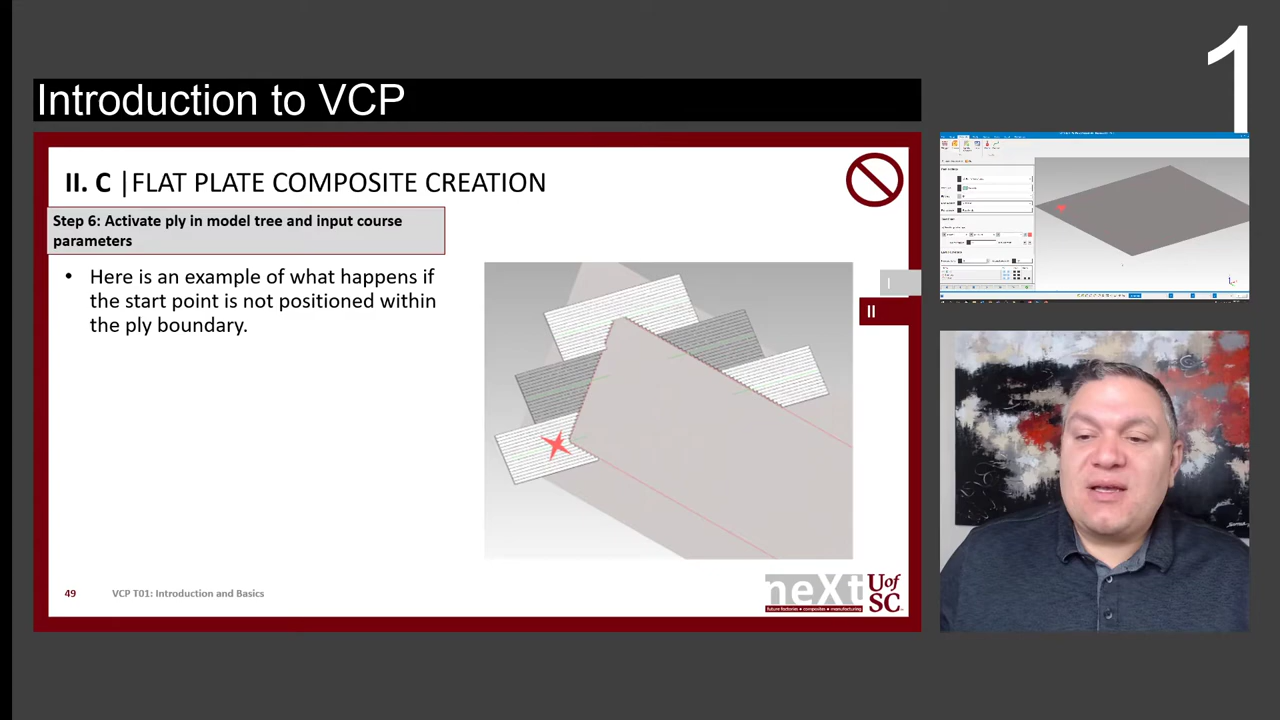 1
Introduction to VCP
II. C |FLAT PLATE COMPOSITE CREATION
Step 6: Activate ply in model tree and input course
parameters
• Here is an example of what happens if
the start point is not positioned within
the ply boundary.
I
II
49
VCP T01: Introduction and Basics
neXt
future factories • composites • manufacturing
UofSC